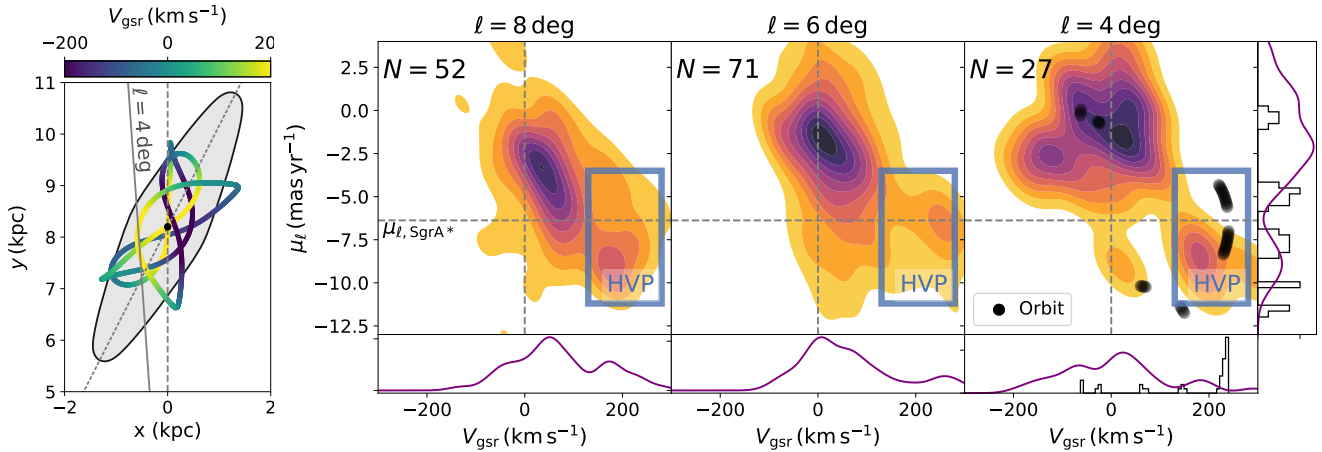 V_gsr (km s⁻¹)
−200 0 20
11
10
9
8
7
6
5
y (kpc)
ℓ = 4 deg
−2 0 2
x (kpc)
ℓ = 8 deg ℓ = 6 deg ℓ = 4 deg
N = 52 N = 71 N = 27
2.5
0.0
−2.5
−5.0
−7.5
−10.0
−12.5
μ_ℓ (mas yr⁻¹)
μ_ℓ, SgrA*
HVP HVP HVP
Orbit
−200 0 200 −200 0 200 −200 0 200
V_gsr (km s⁻¹) V_gsr (km s⁻¹) V_gsr (km s⁻¹)